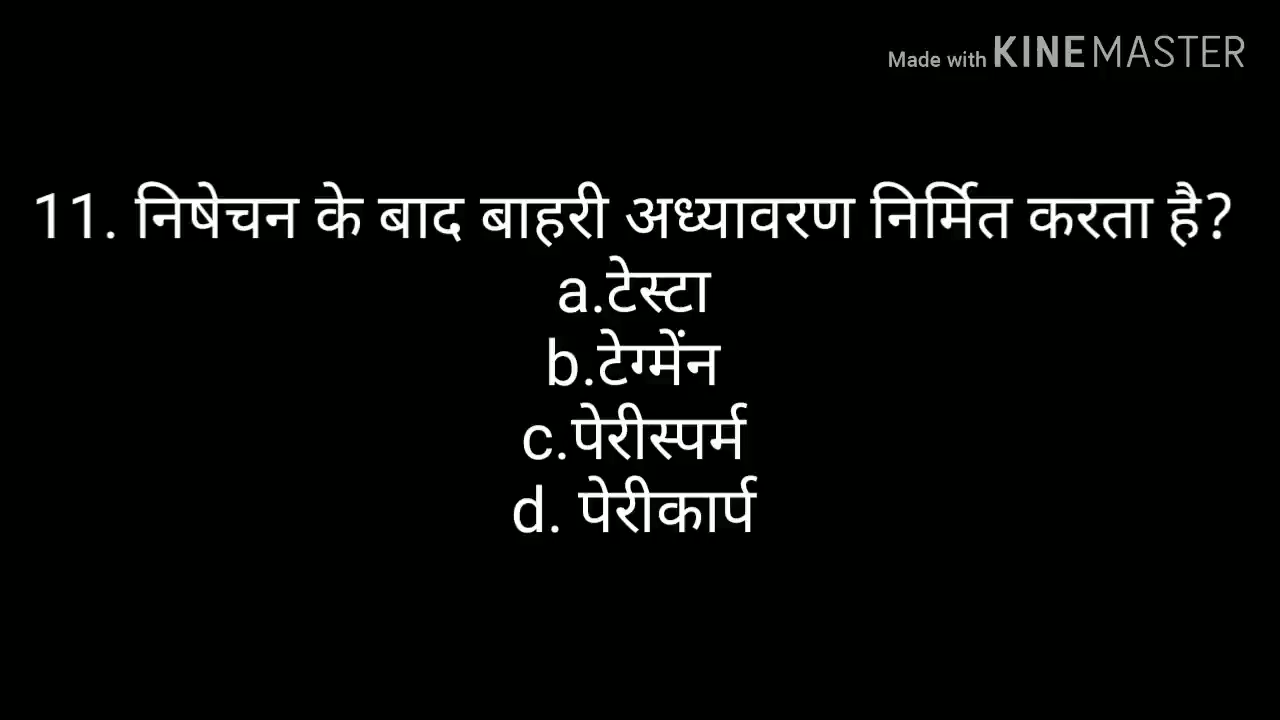 Made with KINEMASTER
11. निषेचन के बाद बाहरी अध्यावरण निर्मित करता है?
a.टेस्टा
b.टेग्मेंन
c.पेरीस्पर्म
d. पेरीकार्प